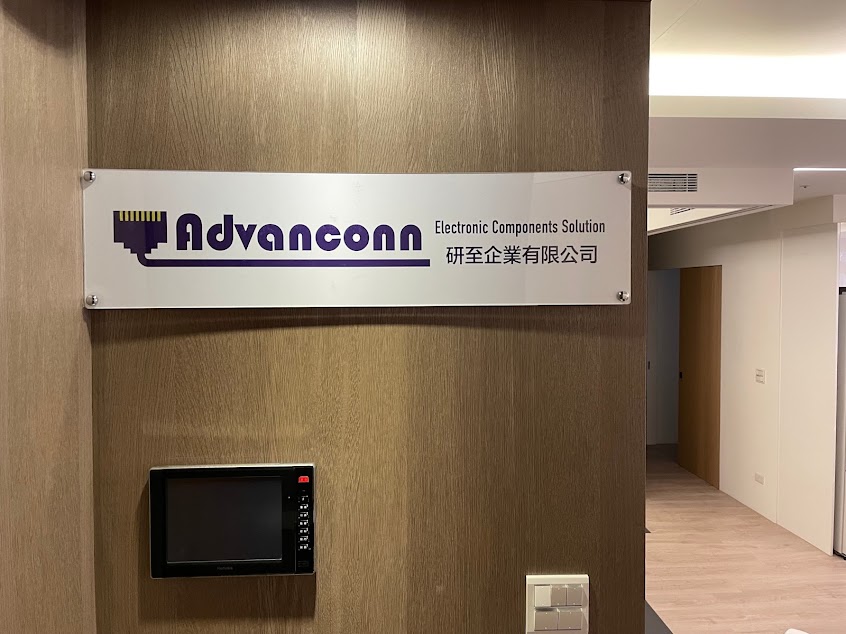 Advanconn
Electronic Components Solution
研至企業有限公司